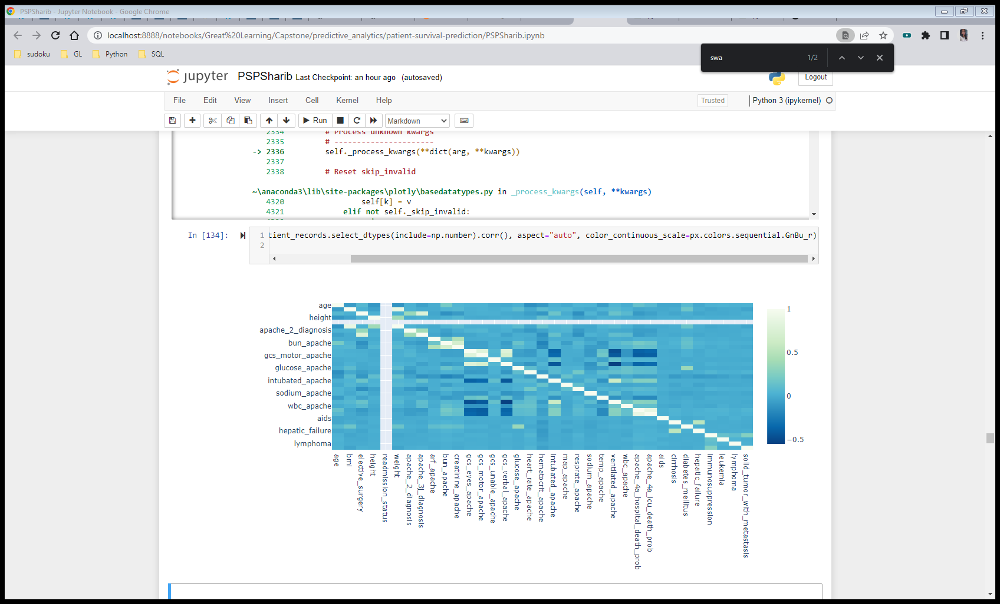 PSPSharib - Jupyter Notebook - Google Chrome
localhost:8888/notebooks/Great%20Learning/Capstone/predictive_analytics/patient-survival-prediction/PSPSharib.ipynb
sudoku GL Python SQL
swa 1/2
jupyter PSPSharib Last Checkpoint: an hour ago (autosaved)
Logout
File Edit View Insert Cell Kernel Help
Trusted Python 3 (ipykernel)
Run Markdown
2334 # Process unknown kwargs
2335 # ----------------------
-> 2336 self._process_kwargs(**dict(arg, **kwargs))
2337
2338 # Reset skip_invalid
~\anaconda3\lib\site-packages\plotly\basedatatypes.py in _process_kwargs(self, **kwargs)
4320 self[k] = v
4321 elif not self._skip_invalid:
In [134]:
1 tient_records.select_dtypes(include=np.number).corr(), aspect="auto", color_continuous_scale=px.colors.sequential.GnBu_r)
2
age
height
apache_2_diagnosis
bun_apache
gcs_motor_apache
glucose_apache
intubated_apache
sodium_apache
wbc_apache
aids
hepatic_failure
lymphoma
1
0.5
0
−0.5
age
bmi
elective_surgery
height
readmission_status
weight
apache_2_diagnosis
apache_3j_diagnosis
arf_apache
bun_apache
creatinine_apache
gcs_eyes_apache
gcs_motor_apache
gcs_unable_apache
gcs_verbal_apache
glucose_apache
heart_rate_apache
hematocrit_apache
intubated_apache
map_apache
resprate_apache
sodium_apache
temp_apache
ventilated_apache
wbc_apache
apache_4a_hospital_death_prob
apache_4a_icu_death_prob
aids
cirrhosis
diabetes_mellitus
hepatic_failure
immunosuppression
leukemia
lymphoma
solid_tumor_with_metastasis